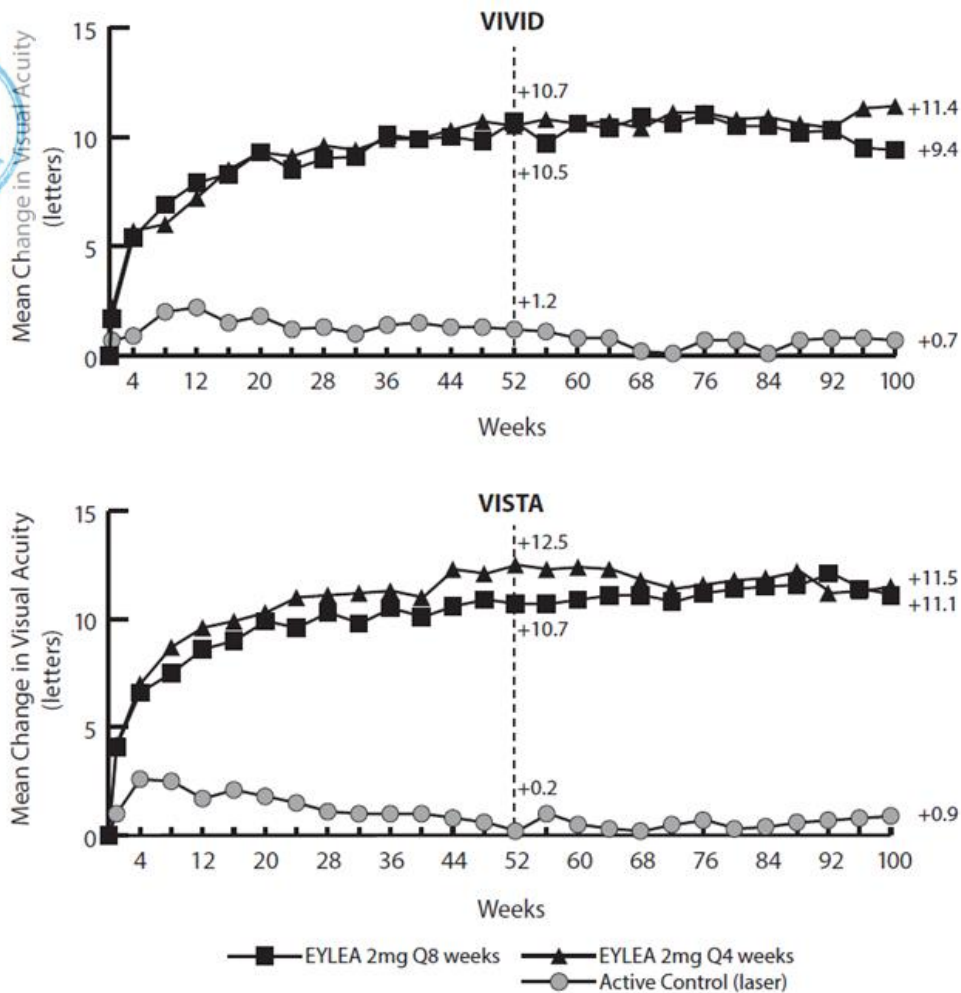 VIVID
Mean Change in Visual Acuity
(letters)
15
10
5
0
+10.7
+10.5
+1.2
+11.4
+9.4
+0.7
4 12 20 28 36 44 52 60 68 76 84 92 100
Weeks
VISTA
Mean Change in Visual Acuity
(letters)
15
10
5
0
+12.5
+10.7
+0.2
+11.5
+11.1
+0.9
4 12 20 28 36 44 52 60 68 76 84 92 100
Weeks
EYLEA 2mg Q8 weeks
EYLEA 2mg Q4 weeks
Active Control (laser)